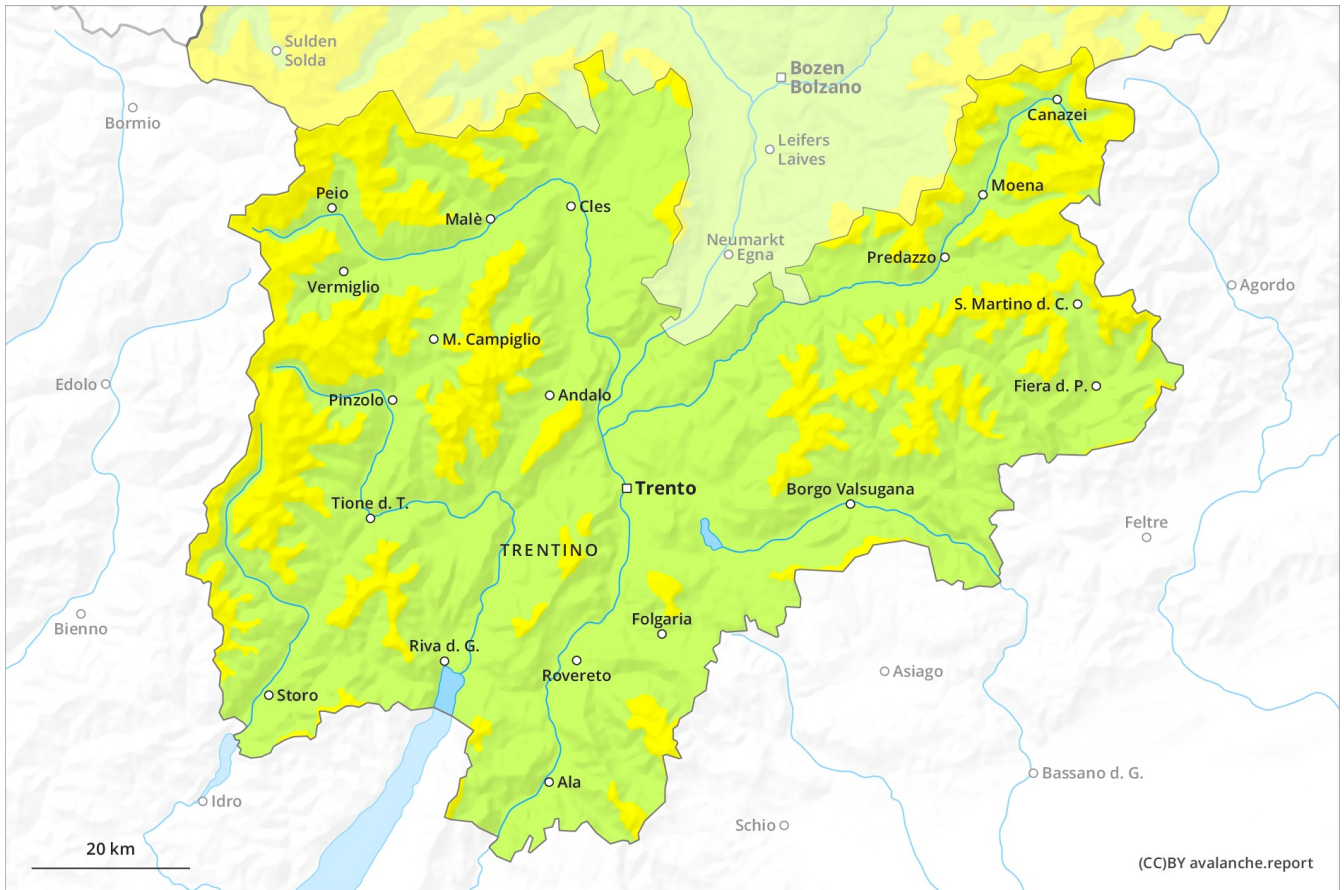 Sulden
Solda
Bozen
Bolzano
Bormio
Canazei
Leifers
Laives
Peio
Moena
Malè
Cles
Neumarkt
Egna
Predazzo
Vermiglio
Agordo
S. Martino d. C.
M. Campiglio
Edolo
Fiera d. P.
Pinzolo
Andalo
Trento
Borgo Valsugana
Tione d. T.
Feltre
TRENTINO
Bienno
Folgaria
Riva d. G.
Asiago
Rovereto
Storo
Bassano d. G.
Ala
Idro
Schio
20 km
(CC)BY avalanche.report